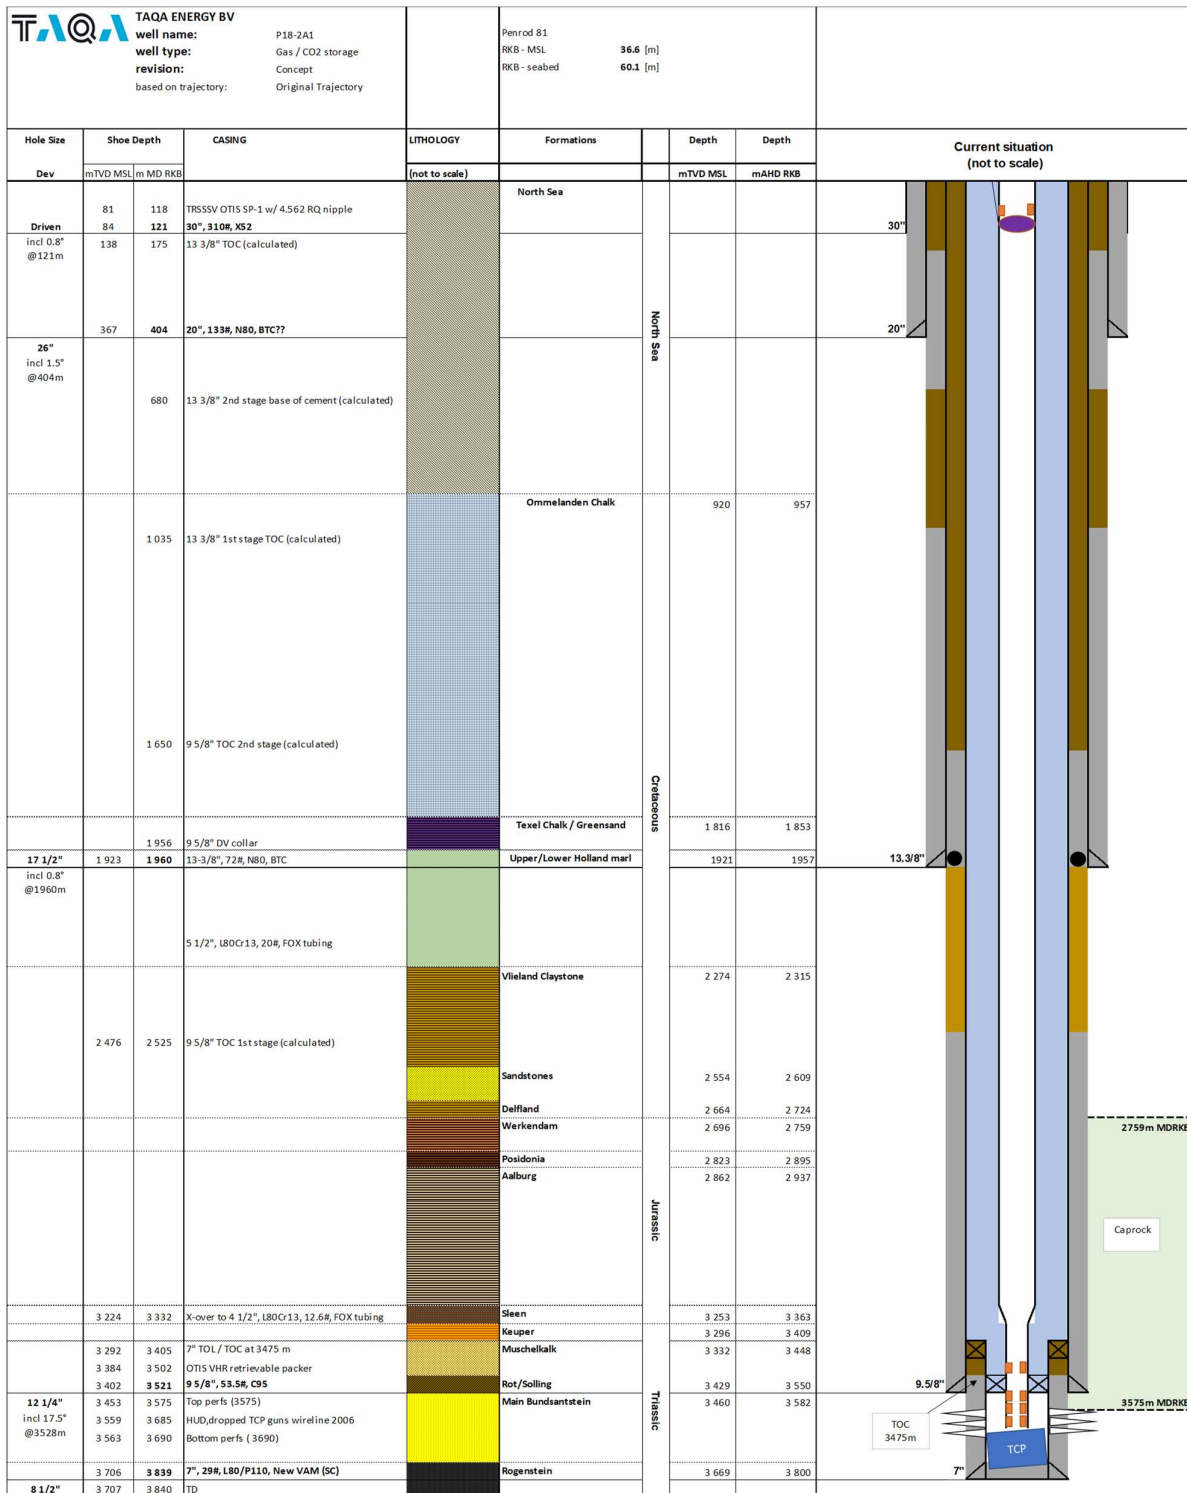 TAQA
TAQA ENERGY BV
well name: P18-2A1
well type: Gas / CO2 storage
revision: Concept
based on trajectory: Original Trajectory
Penrod 81
RKB - MSL 36.6 [m]
RKB - seabed 60.1 [m]
Hole Size Shoe Depth CASING LITHOLOGY Formations Depth Depth
Current situation
(not to scale)
Dev mTVD MSL m MD RKB (not to scale) mTVD MSL mAHD RKB
North Sea
81 118 TRSSSV OTIS SP-1 w/ 4.562 RQ nipple
Driven 84 121 30", 310#, X52 30"
incl 0.8° 138 175 13 3/8" TOC (calculated)
@121m
367 404 20", 133#, N80, BTC?? 20"
North Sea
26"
incl 1.5°
@404m
680 13 3/8" 2nd stage base of cement (calculated)
Ommelanden Chalk 920 957
1 035 13 3/8" 1st stage TOC (calculated)
1 650 9 5/8" TOC 2nd stage (calculated)
Cretaceous
Texel Chalk / Greensand 1 816 1 853
1 956 9 5/8" DV collar
17 1/2" 1 923 1 960 13-3/8", 72#, N80, BTC Upper/Lower Holland marl 1921 1957 13.3/8"
incl 0.8°
@1960m
5 1/2", L80Cr13, 20#, FOX tubing
Vlieland Claystone 2 274 2 315
2 476 2 525 9 5/8" TOC 1st stage (calculated)
Sandstones 2 554 2 609
Delfland 2 664 2 724
Werkendam 2 696 2 759 2759m MDRKB
Posidonia 2 823 2 895
Aalburg 2 862 2 937
Jurassic
Caprock
Sleen 3 253 3 363
3 224 3 332 X-over to 4 1/2", L80Cr13, 12.6#, FOX tubing
Keuper 3 296 3 409
3 292 3 405 7" TOL / TOC at 3475 m Muschelkalk 3 332 3 448
3 384 3 502 OTIS VHR retrievable packer
3 402 3 521 9 5/8", 53.5#, C95 Rot/Solling 3 429 3 550 9.5/8"
Triassic
12 1/4" 3 453 3 575 Top perfs (3575) Main Bundsantstein 3 460 3 582 3575m MDRKB
incl 17.5° 3 559 3 685 HUD,dropped TCP guns wireline 2006
@3528m 3 563 3 690 Bottom perfs ( 3690)
TOC
3475m
TCP
3 706 3 839 7", 29#, L80/P110, New VAM (SC) Rogenstein 3 669 3 800 7"
8 1/2" 3 707 3 840 TD